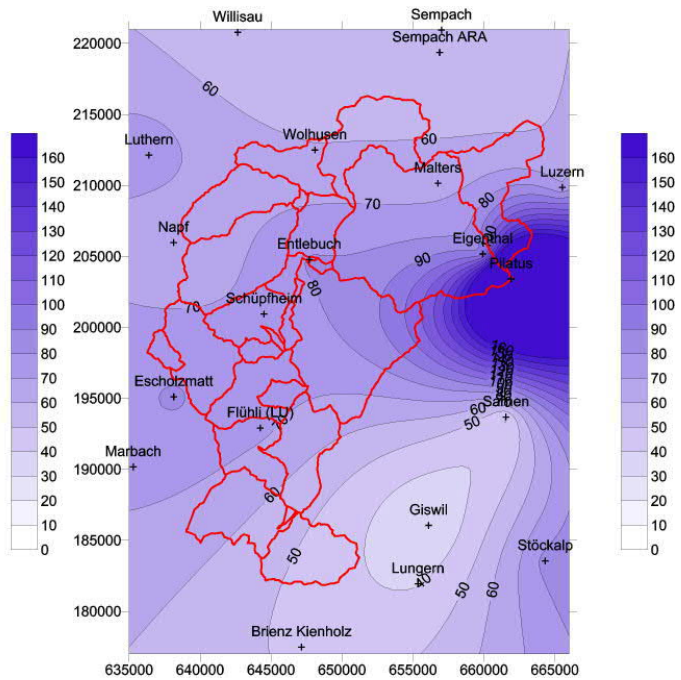 Willisau
Sempach
220000
Sempach ARA
60
215000
Wolhusen
60
Luthern
160
160
150
Malters
150
Luzern
140
210000
140
130
70
80
130
120
120
Napf
Eigenthal
110
Entlebuch
110
205000
90
Pilatus
100
80
100
90
70
Schüpfheim
90
80
200000
80
70
70
60
Escholzmatt
60
50
195000
60
Sarnen
50
40
Flühli (LU)
50
40
30
Marbach
30
20
190000
20
10
60
Giswil
10
0
0
185000
50
Lungern
Stöckalp
40
50
60
180000
Brienz Kienholz
635000 640000 645000 650000 655000 660000 665000